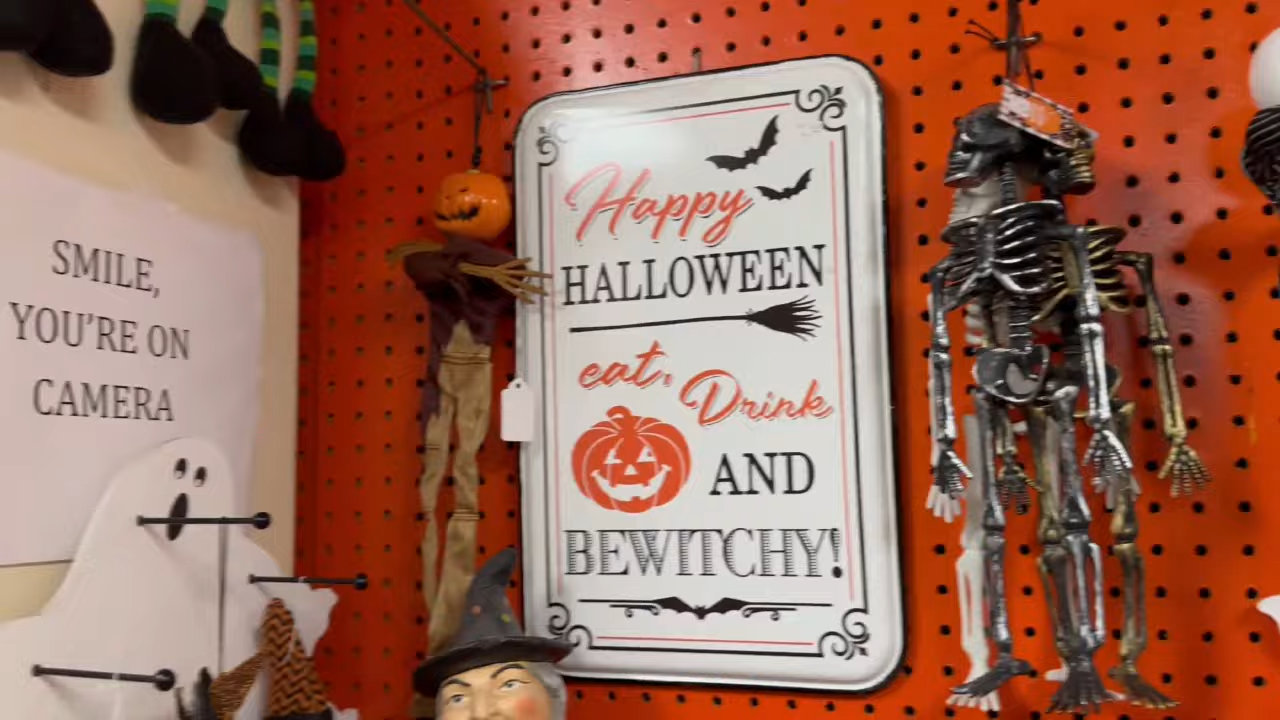 SMILE,
YOU'RE ON
CAMERA
Happy
HALLOWEEN
eat,
Drink
AND
BEWITCHY!